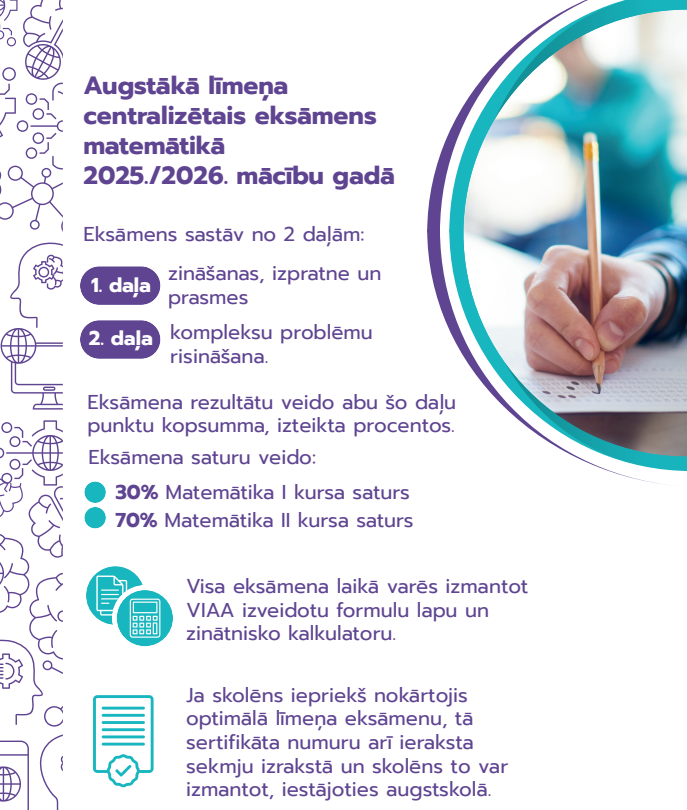 Augstākā līmeņa
centralizētais eksāmens
matemātikā
2025./2026. mācību gadā
Eksāmens sastāv no 2 daļām:
1. daļa
zināšanas, izpratne un
prasmes
2. daļa
kompleksu problēmu
risināšana.
Eksāmena rezultātu veido abu šo daļu
punktu kopsumma, izteikta procentos.
Eksāmena saturu veido:
30% Matemātika I kursa saturs
70% Matemātika II kursa saturs
Visa eksāmena laikā varēs izmantot
VIAA izveidotu formulu lapu un
zinātnisko kalkulatoru.
Ja skolēns iepriekš nokārtojis
optimālā līmeņa eksāmenu, tā
sertifikāta numuru arī ieraksta
sekmju izrakstā un skolēns to var
izmantot, iestājoties augstskolā.